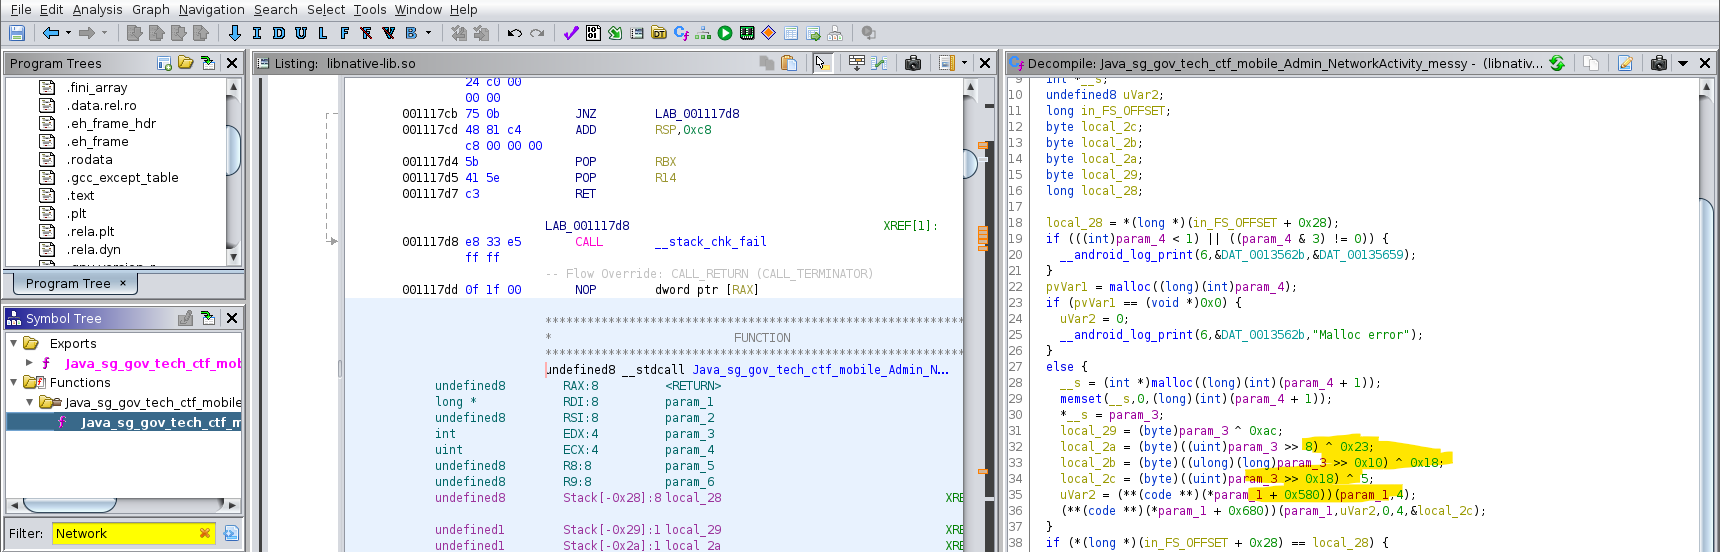 File Edit Analysis Graph Navigation Search Select Tools Window Help
I D U L F R V B
Program Trees
.fini_array
.data.rel.ro
.eh_frame_hdr
.eh_frame
.rodata
.gcc_except_table
.text
.plt
.rela.plt
.rela.dyn
Program Tree ×
Symbol Tree
Exports
f Java_sg_gov_tech_ctf_mob
Functions
Java_sg_gov_tech_ctf_mobile
f Java_sg_gov_tech_ctf_m
Filter: Network
Listing: libnative-lib.so
24 c0 00
00 00
001117cb 75 0b JNZ LAB_001117d8
001117cd 48 81 c4 ADD RSP,0xc8
c8 00 00 00
001117d4 5b POP RBX
001117d5 41 5e POP R14
001117d7 c3 RET
LAB_001117d8 XREF[1]:
001117d8 e8 33 e5 CALL __stack_chk_fail
ff ff
-- Flow Override: CALL_RETURN (CALL_TERMINATOR)
001117dd 0f 1f 00 NOP dword ptr [RAX]
************************************************************
* FUNCTION
************************************************************
undefined8 __stdcall Java_sg_gov_tech_ctf_mobile_Admin_N...
undefined8 RAX:8 <RETURN>
long * RDI:8 param_1
undefined8 RSI:8 param_2
int EDX:4 param_3
uint ECX:4 param_4
undefined8 R8:8 param_5
undefined8 R9:8 param_6
undefined8 Stack[-0x28]:8 local_28 XRE
undefined1 Stack[-0x29]:1 local_29 XRE
undefined1 Stack[-0x2a]:1 local_2a XRE
Decompile: Java_sg_gov_tech_ctf_mobile_Admin_NetworkActivity_messy - (libnativ...
9 int *__s;
10 undefined8 uVar2;
11 long in_FS_OFFSET;
12 byte local_2c;
13 byte local_2b;
14 byte local_2a;
15 byte local_29;
16 long local_28;
17
18 local_28 = *(long *)(in_FS_OFFSET + 0x28);
19 if (((int)param_4 < 1) || ((param_4 & 3) != 0)) {
20 __android_log_print(6,&DAT_0013562b,&DAT_00135659);
21 }
22 pvVar1 = malloc((long)(int)param_4);
23 if (pvVar1 == (void *)0x0) {
24 uVar2 = 0;
25 __android_log_print(6,&DAT_0013562b,"Malloc error");
26 }
27 else {
28 __s = (int *)malloc((long)(int)(param_4 + 1));
29 memset(__s,0,(long)(int)(param_4 + 1));
30 *__s = param_3;
31 local_29 = (byte)param_3 ^ 0xac;
32 local_2a = (byte)((uint)param_3 >> 8) ^ 0x23;
33 local_2b = (byte)((ulong)(long)param_3 >> 0x10) ^ 0x18;
34 local_2c = (byte)((uint)param_3 >> 0x18) ^ 5;
35 uVar2 = (**(code **)(*param_1 + 0x580))(param_1,4);
36 (**(code **)(*param_1 + 0x680))(param_1,uVar2,0,4,&local_2c);
37 }
38 if (*(long *)(in_FS_OFFSET + 0x28) == local_28) {